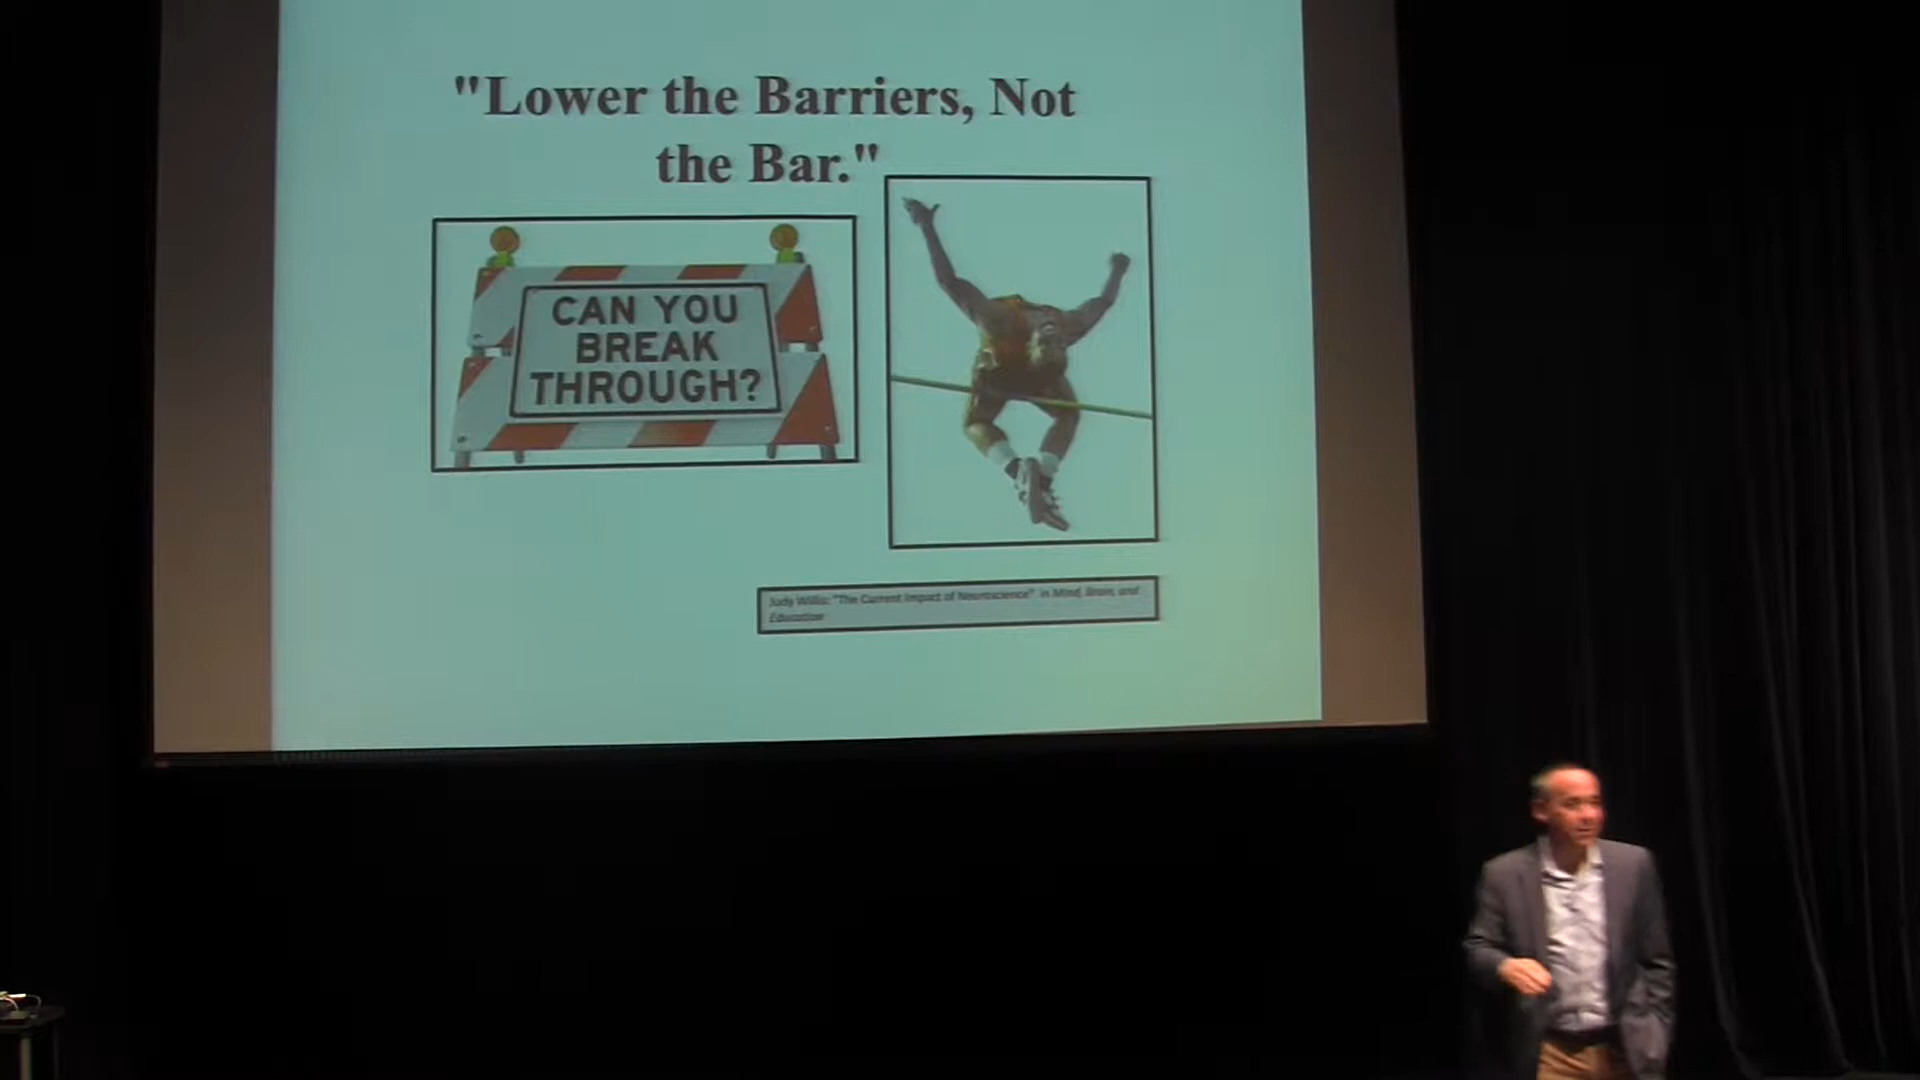 "Lower the Barriers, Not
the Bar."
CAN YOU
BREAK
THROUGH?
Judy Willis: "The Current Impact of Neuroscience" in Mind, Brain, and
Education